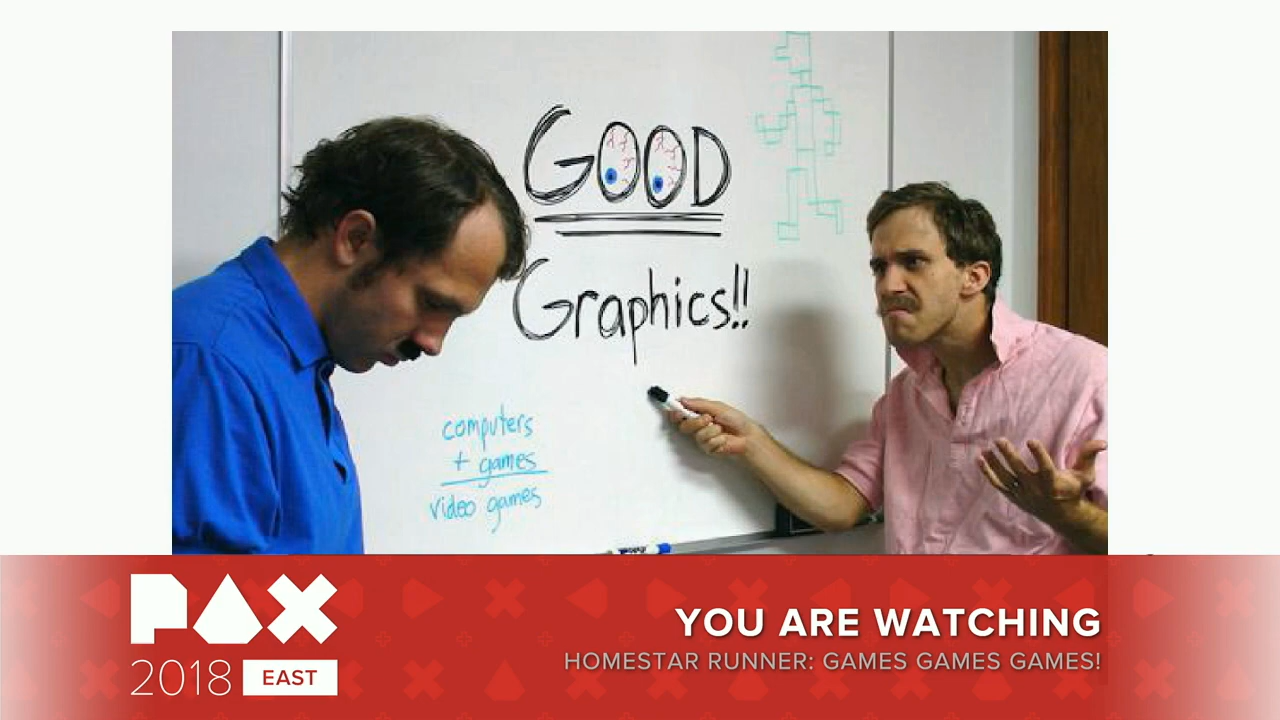 GOOD
Graphics!!
computers
+ games
video games
PAX
2018 EAST
YOU ARE WATCHING
HOMESTAR RUNNER: GAMES GAMES GAMES!